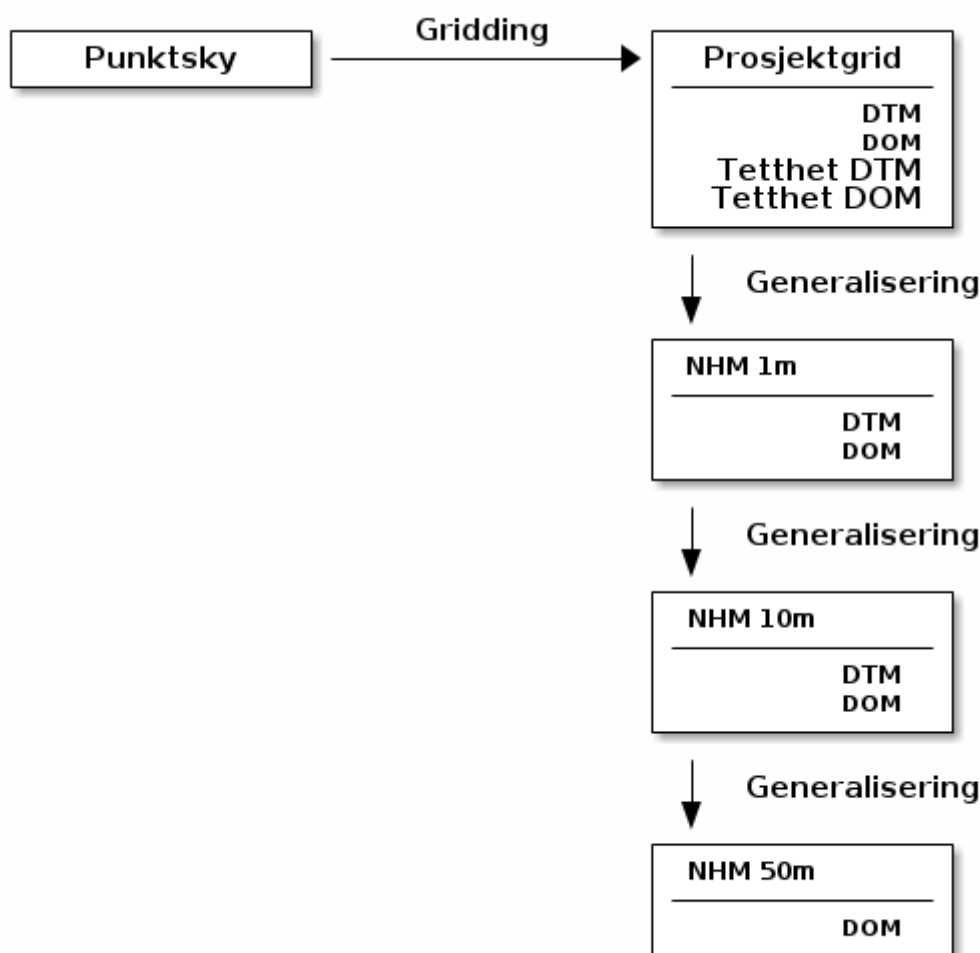 Punktsky
Gridding
Prosjektgrid
DTM
DOM
Tetthet DTM
Tetthet DOM
Generalisering
NHM 1m
DTM
DOM
Generalisering
NHM 10m
DTM
DOM
Generalisering
NHM 50m
DOM